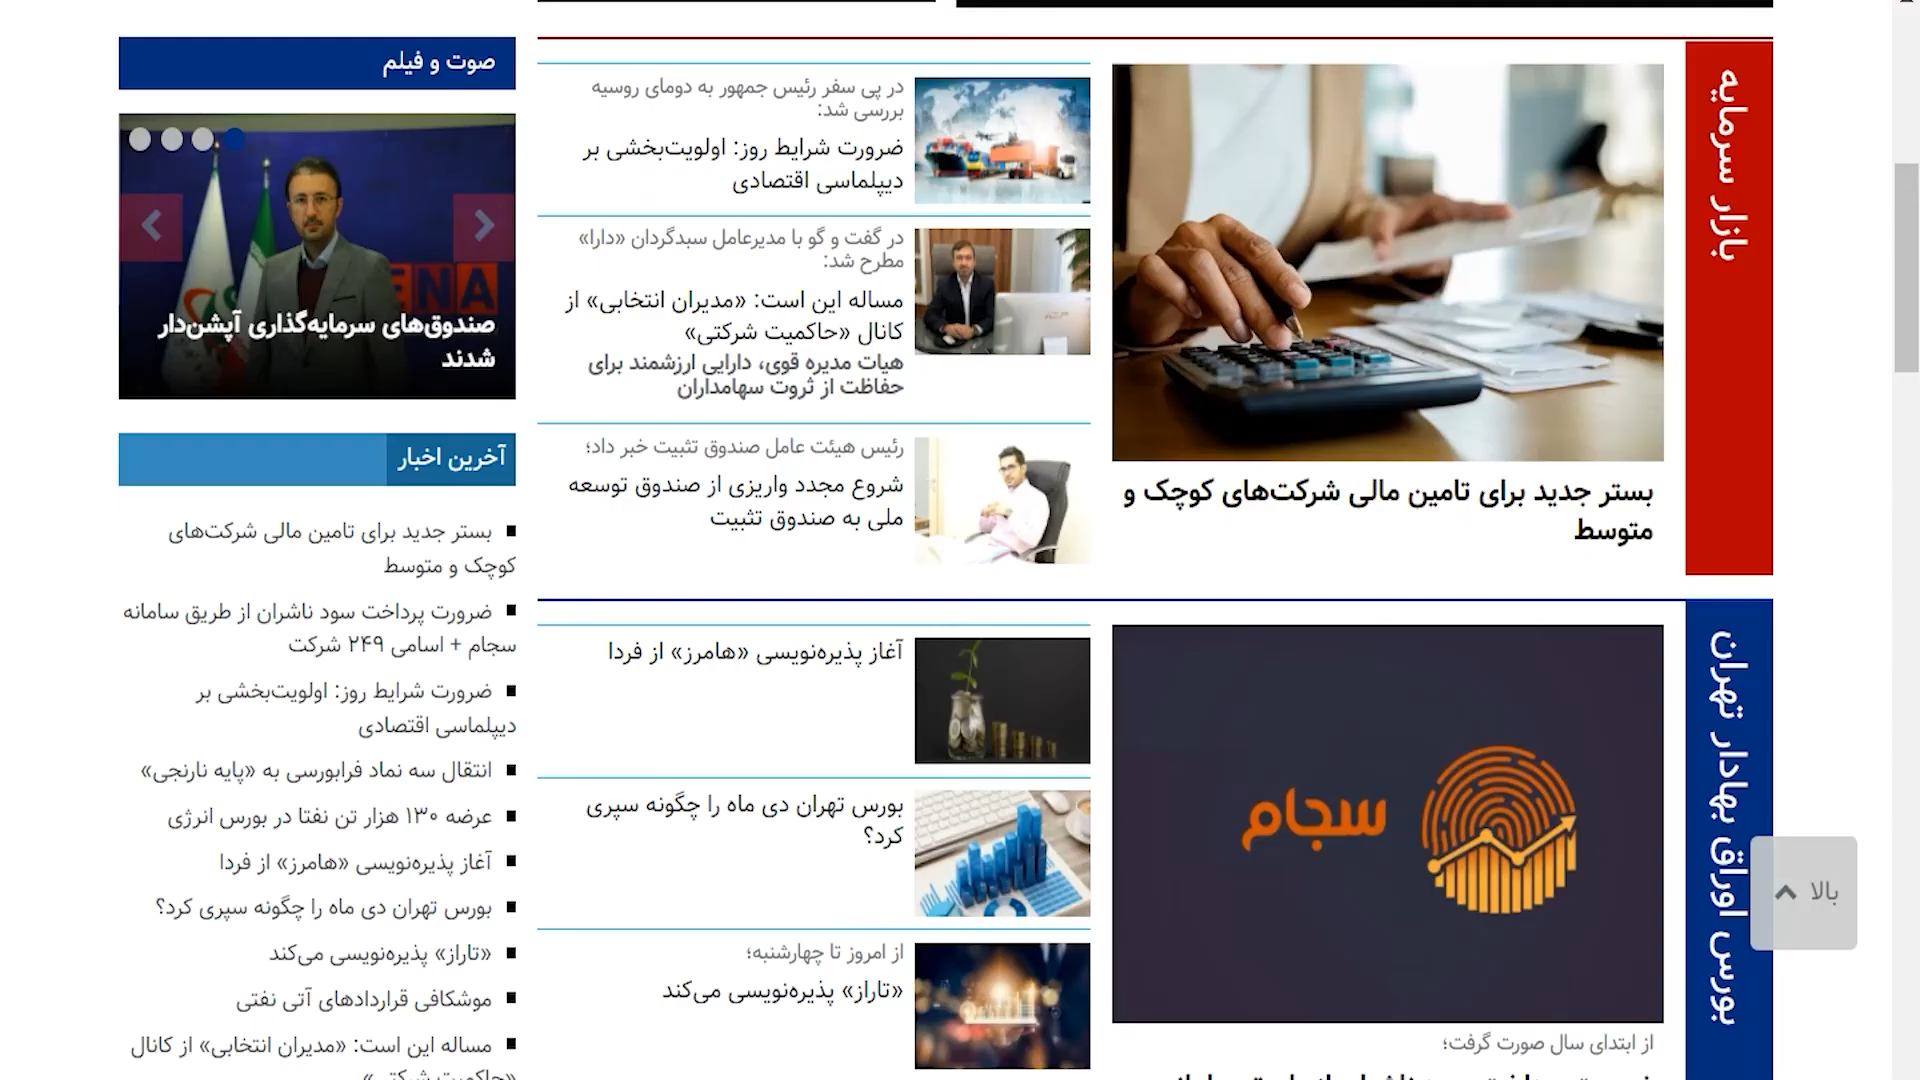 بازار سرمایه
بستر جدید برای تامین مالی شرکت‌های کوچک و
متوسط
در پی سفر رئیس جمهور به دومای روسیه
بررسی شد:
ضرورت شرایط روز: اولویت‌بخشی بر
دیپلماسی اقتصادی
در گفت و گو با مدیرعامل سبدگردان «دارا»
مطرح شد:
مساله این است: «مدیران انتخابی» از
کانال «حاکمیت شرکتی»
هیات مدیره قوی، دارایی ارزشمند برای
حفاظت از ثروت سهامداران
رئیس هیئت عامل صندوق تثبیت خبر داد؛
شروع مجدد واریزی از صندوق توسعه
ملی به صندوق تثبیت
بورس اوراق بهادار تهران
سجام
از ابتدای سال صورت گرفت؛
آغاز پذیره‌نویسی «هامرز» از فردا
بورس تهران دی ماه را چگونه سپری
کرد؟
از امروز تا چهارشنبه؛
«تاراز» پذیره‌نویسی می‌کند
صوت و فیلم
ENA
صندوق‌های سرمایه‌گذاری آپشن‌دار
شدند
آخرین اخبار
بستر جدید برای تامین مالی شرکت‌های
کوچک و متوسط
ضرورت پرداخت سود ناشران از طریق سامانه
سجام + اسامی ۲۴۹ شرکت
ضرورت شرایط روز: اولویت‌بخشی بر
دیپلماسی اقتصادی
انتقال سه نماد فرابورسی به «پایه نارنجی»
عرضه ۱۳۰ هزار تن نفتا در بورس انرژی
آغاز پذیره‌نویسی «هامرز» از فردا
بورس تهران دی ماه را چگونه سپری کرد؟
«تاراز» پذیره‌نویسی می‌کند
موشکافی قراردادهای آتی نفتی
مساله این است: «مدیران انتخابی» از کانال
«حاکمیت شرکتی»
بالا